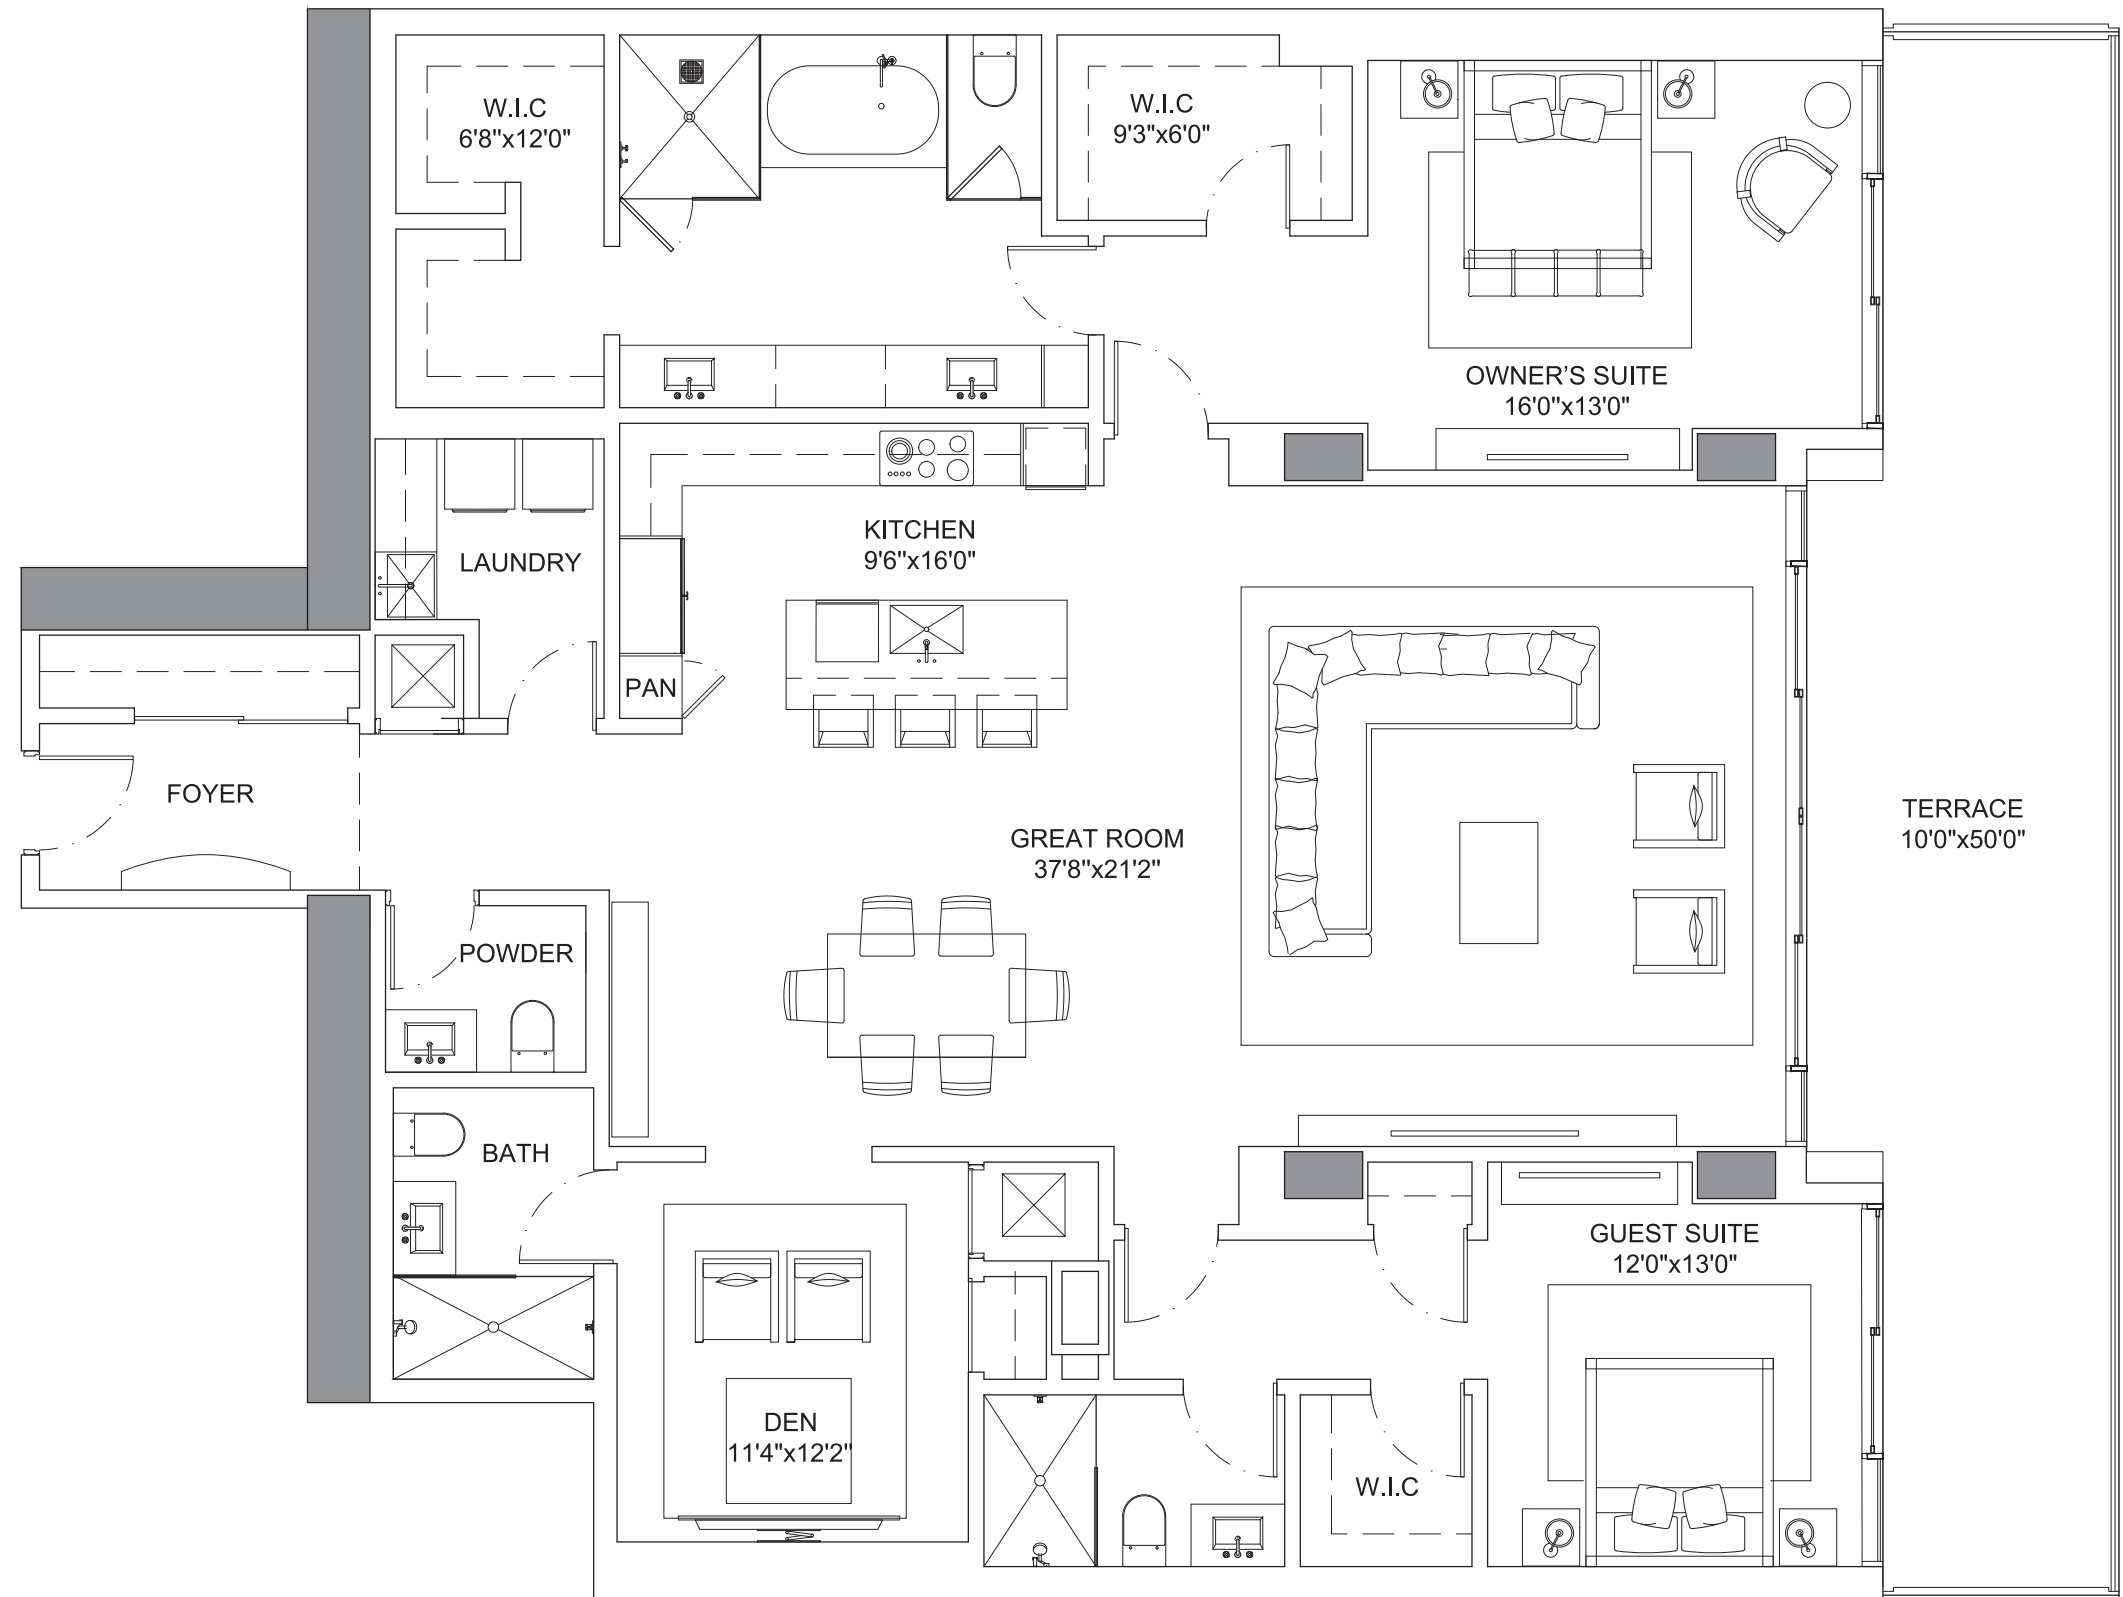 W.I.C
6'8"x12'0"
W.I.C
9'3"x6'0"
OWNER’S SUITE
16'0"x13'0"
KITCHEN
9'6"x16'0"
LAUNDRY
PAN
FOYER
GREAT ROOM
37'8"x21'2"
TERRACE
10'0"x50'0"
POWDER
BATH
GUEST SUITE
12'0"x13'0"
DEN
11'4"x12'2"
W.I.C